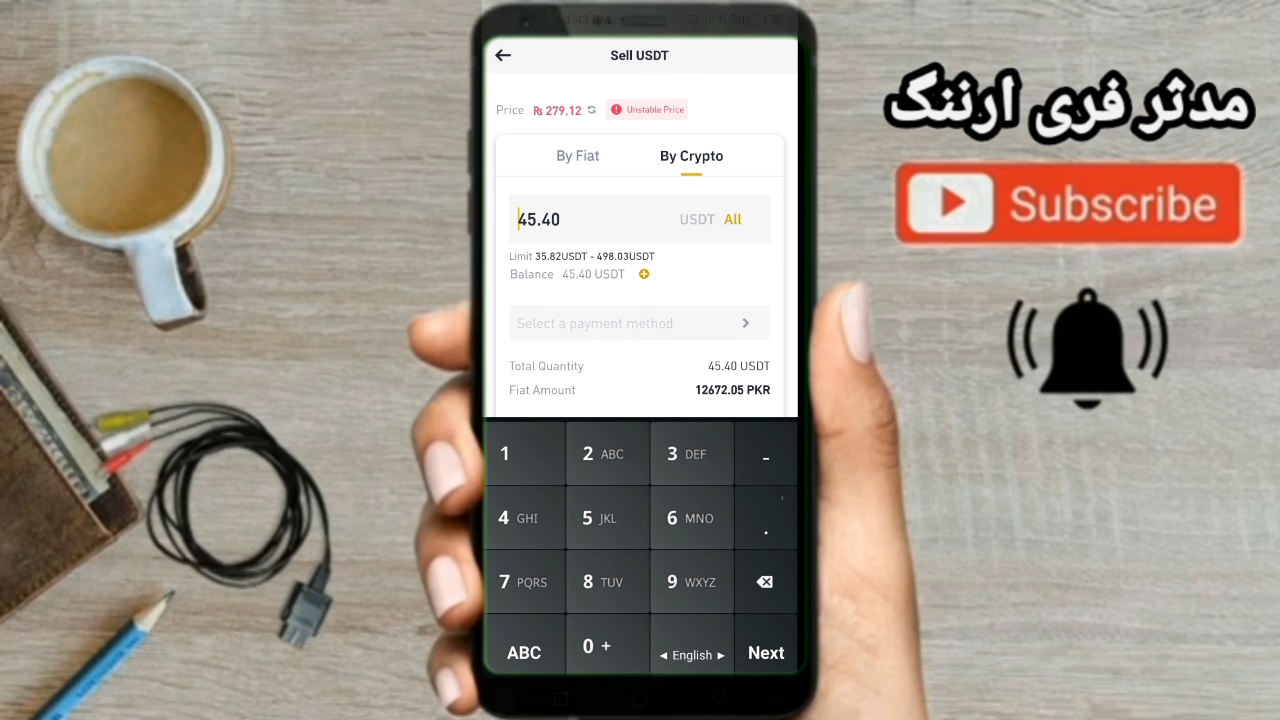 Sell USDT
Price Rs 279.12 Unstable Price
By Fiat By Crypto
45.40 USDT All
Limit 35.82USDT - 498.03USDT
Balance 45.40 USDT
Select a payment method
Total Quantity 45.40 USDT
Fiat Amount 12672.05 PKR
1 2 ABC 3 DEF -
4 GHI 5 JKL 6 MNO .
7 PQRS 8 TUV 9 WXYZ
ABC 0 + ◄ English ► Next
مدثر فری ارننگ
Subscribe